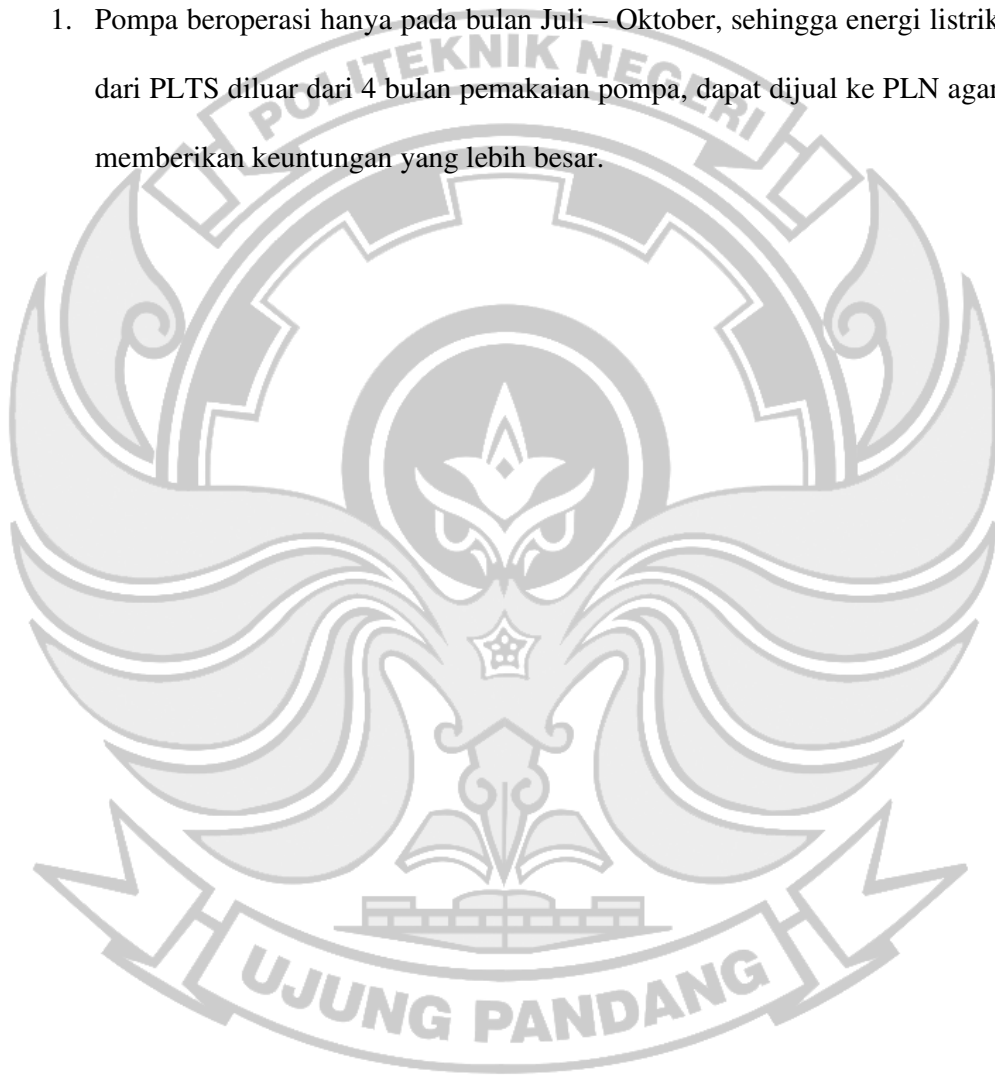 1. Pompa beroperasi hanya pada bulan Juli – Oktober, sehingga energi listrik
dari PLTS diluar dari 4 bulan pemakaian pompa, dapat dijual ke PLN agar
memberikan keuntungan yang lebih besar.
POLITEKNIK NEGERI
UJUNG PANDANG